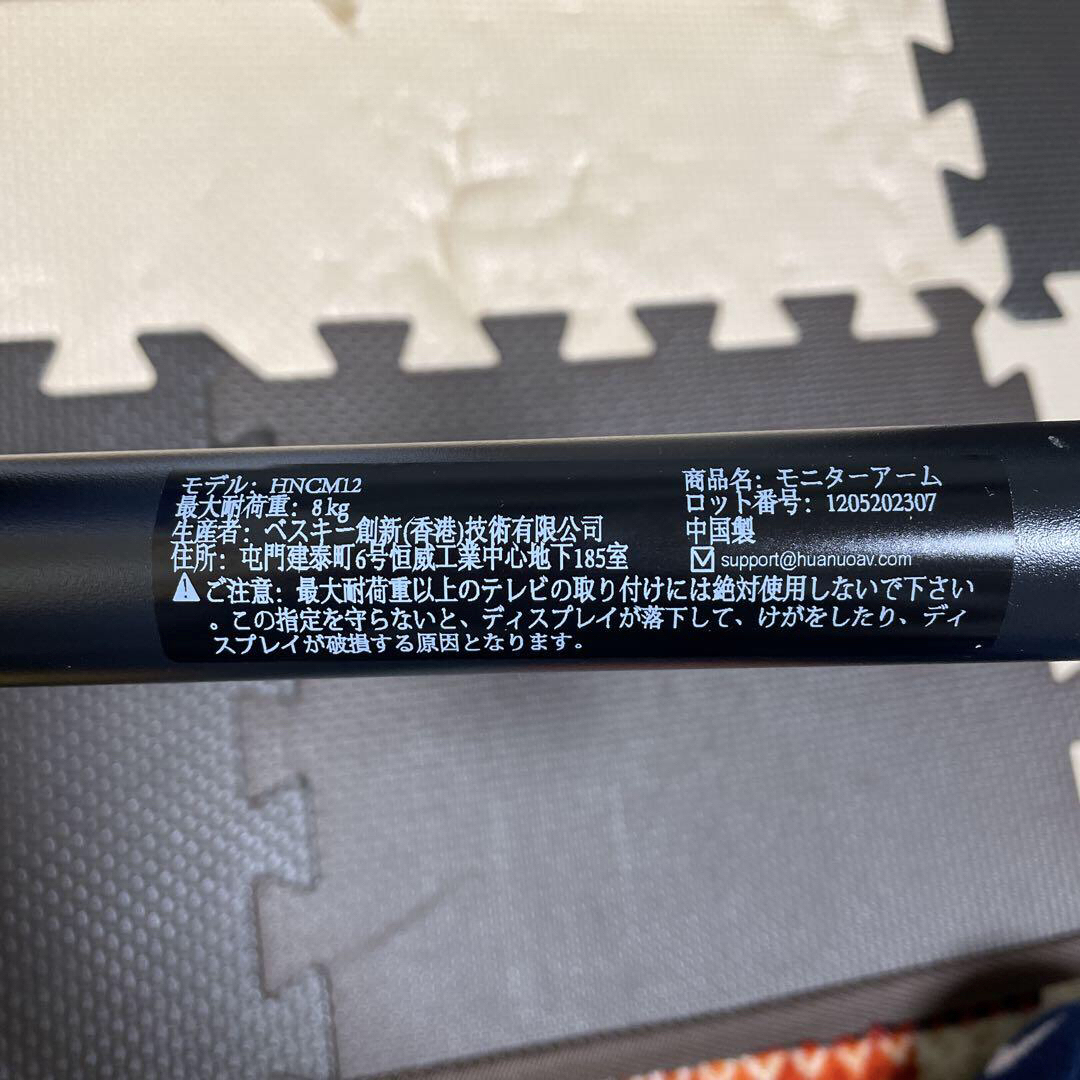 モデル: HNCM12
最大耐荷重: 8kg
生産者: ベスキー創新(香港)技術有限公司
住所: 屯門建泰町6号恒威工業中心地下185室
商品名: モニターアーム
ロット番号: 1205202307
中国製
support@huanuoav.com
ご注意: 最大耐荷重以上のテレビの取り付けには絶対使用しないで下さい
。この指定を守らないと、ディスプレイが落下して、けがをしたり、ディ
スプレイが破損する原因となります。